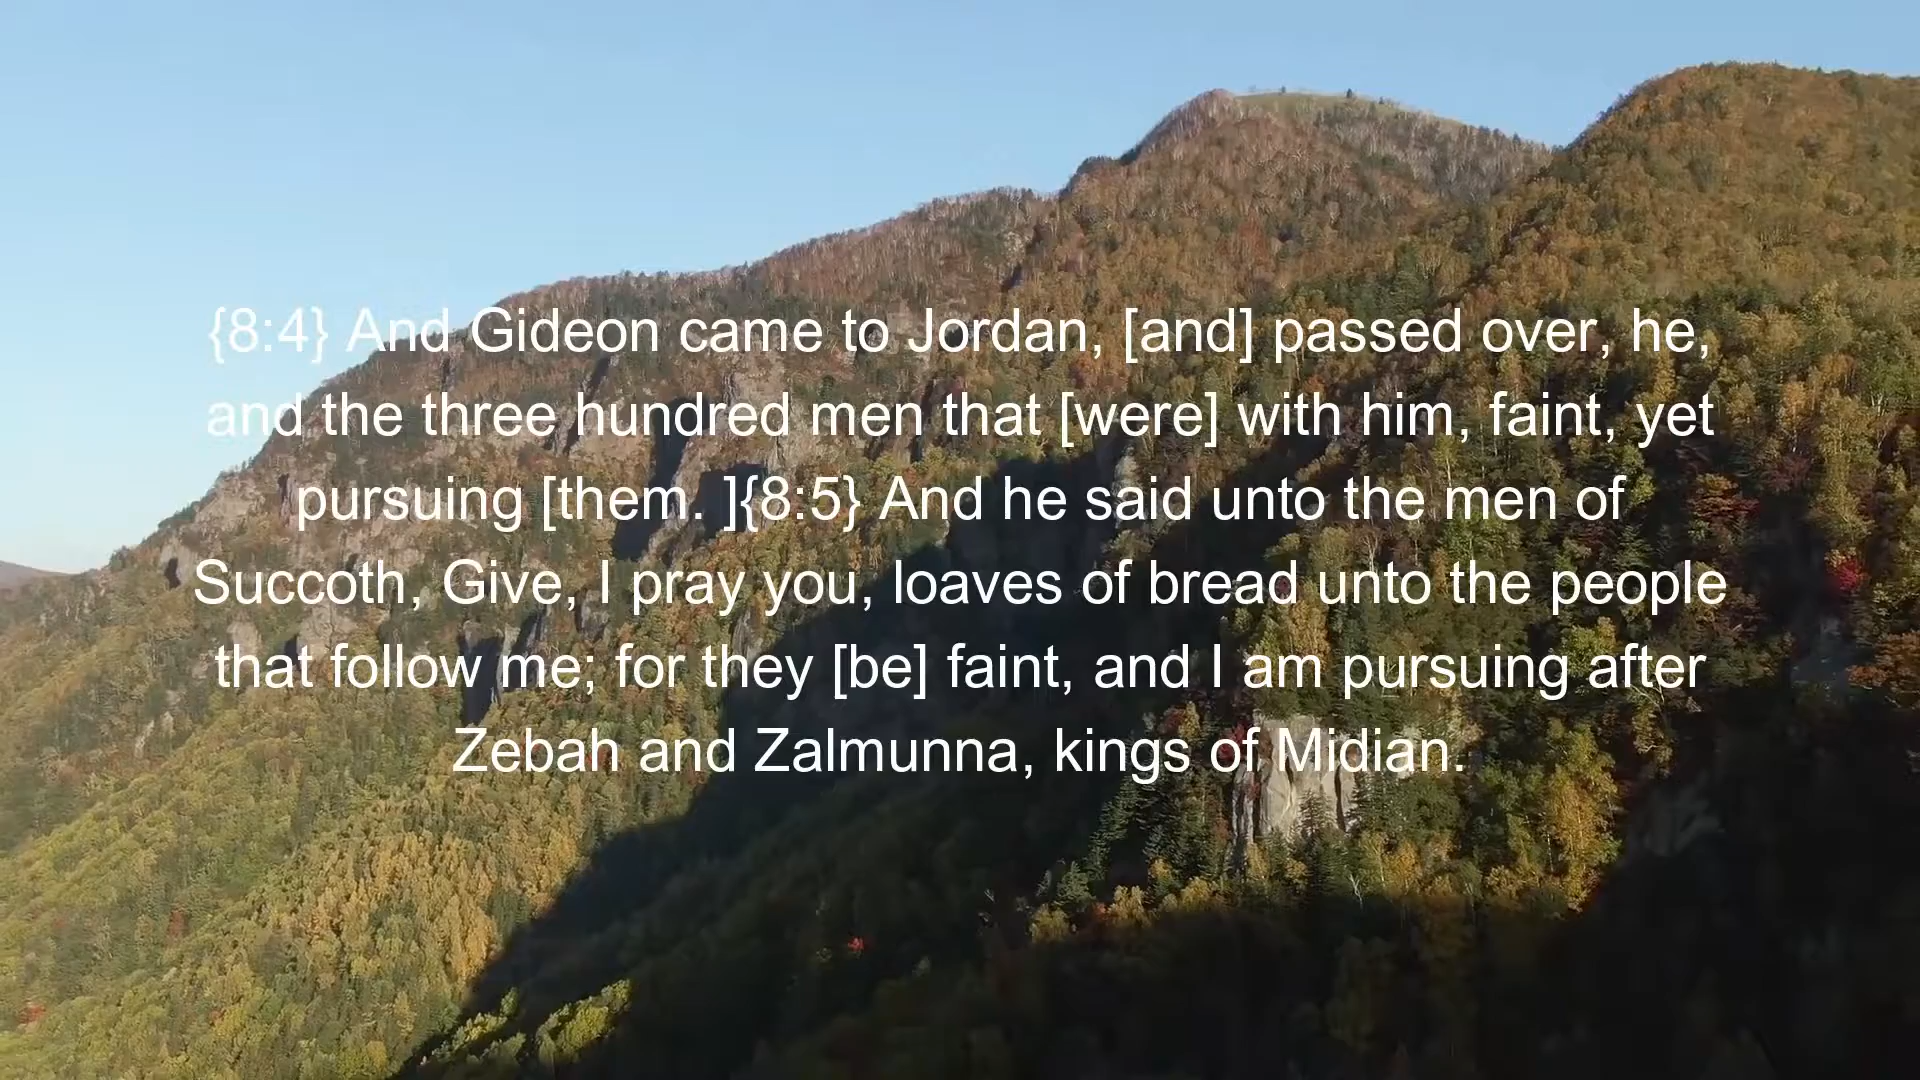 {8:4} And Gideon came to Jordan, [and] passed over, he,
and the three hundred men that [were] with him, faint, yet
pursuing [them. ]{8:5} And he said unto the men of
Succoth, Give, I pray you, loaves of bread unto the people
that follow me; for they [be] faint, and I am pursuing after
Zebah and Zalmunna, kings of Midian.